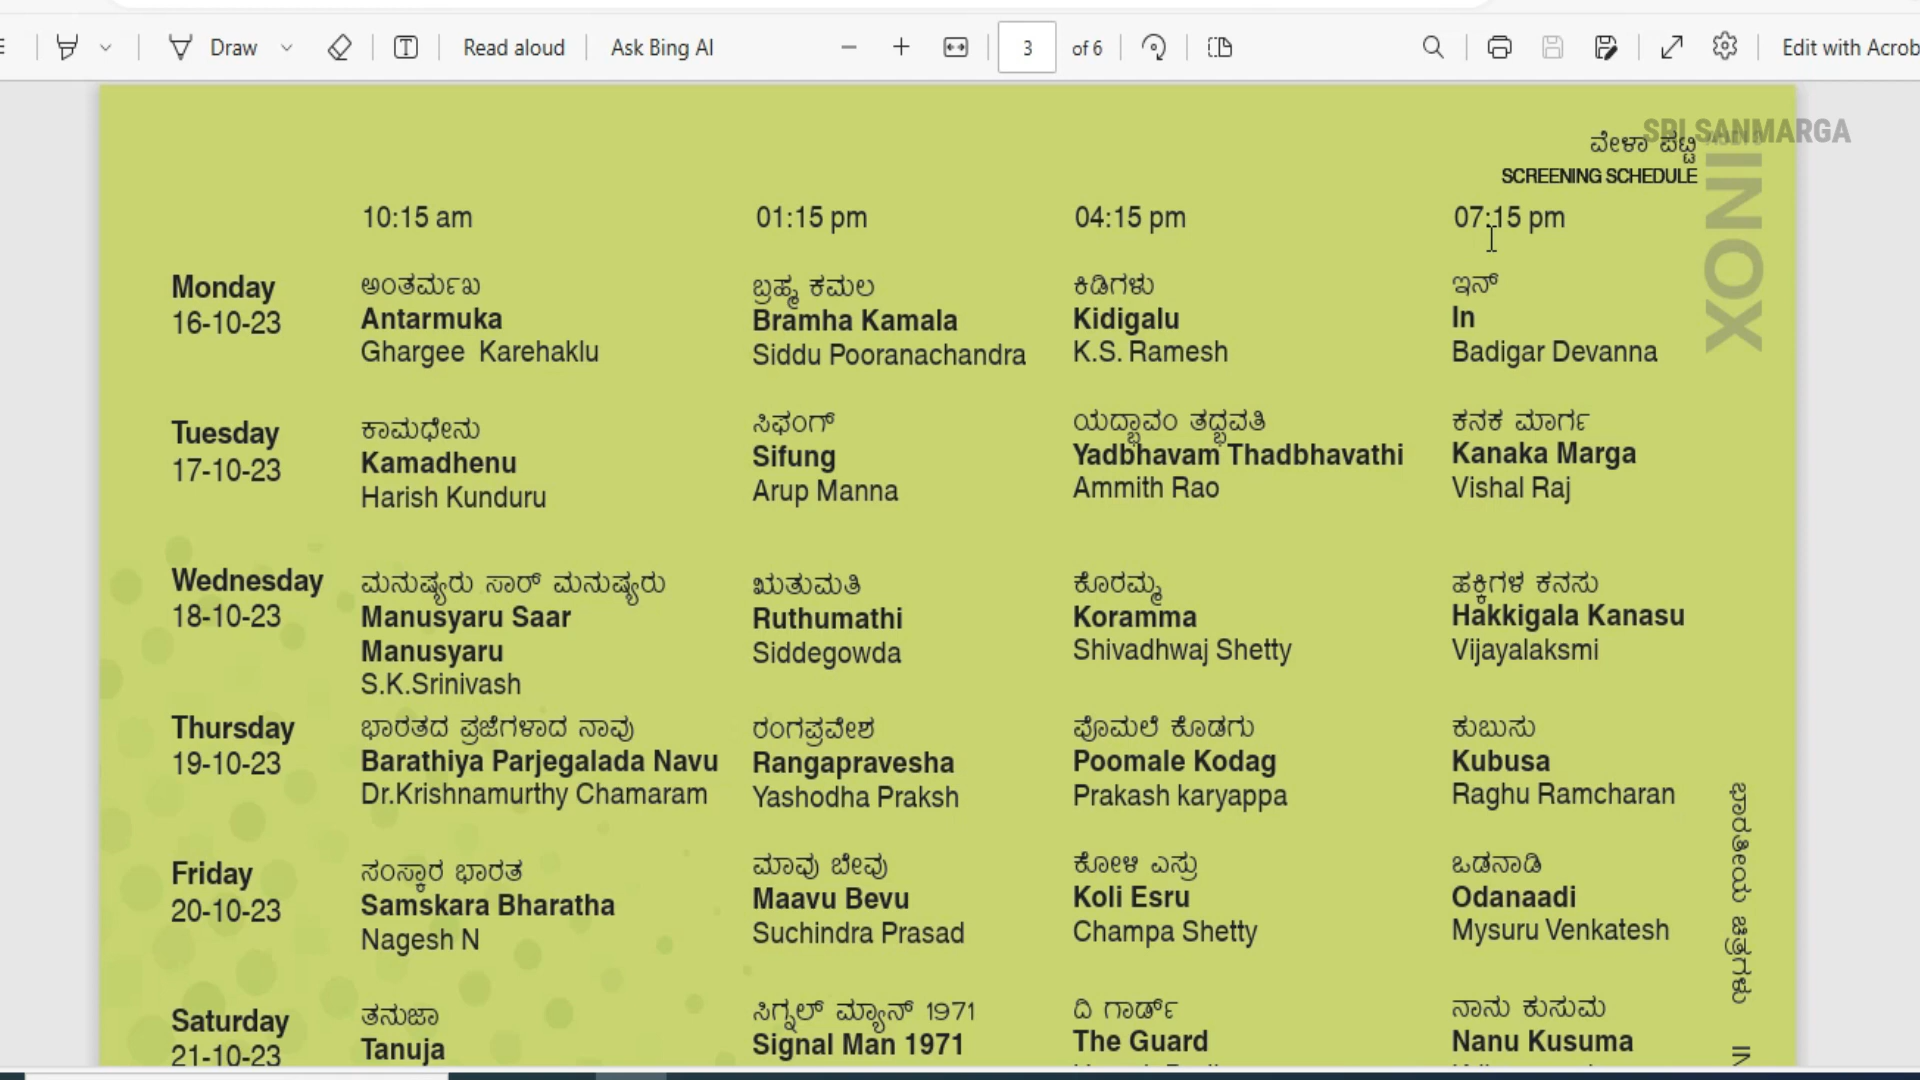 Draw
Read aloud
Ask Bing AI
3
of 6
Edit with Acrob
SRI SANMARGA
ವೇಳಾ ಪಟ್ಟಿ
SCREENING SCHEDULE
INOX
10:15 am 01:15 pm 04:15 pm 07:15 pm
Monday
16-10-23
ಅಂತರ್ಮುಖ
Antarmuka
Ghargee Karehaklu
ಬ್ರಹ್ಮ ಕಮಲ
Bramha Kamala
Siddu Pooranachandra
ಕಿಡಿಗಳು
Kidigalu
K.S. Ramesh
ಇನ್
In
Badigar Devanna
Tuesday
17-10-23
ಕಾಮಧೇನು
Kamadhenu
Harish Kunduru
ಸಿಫಂಗ್
Sifung
Arup Manna
ಯದ್ಭಾವಂ ತದ್ಭವತಿ
Yadbhavam Thadbhavathi
Ammith Rao
ಕನಕ ಮಾರ್ಗ
Kanaka Marga
Vishal Raj
Wednesday
18-10-23
ಮನುಷ್ಯರು ಸಾರ್ ಮನುಷ್ಯರು
Manusyaru Saar
Manusyaru
S.K.Srinivash
ಋತುಮತಿ
Ruthumathi
Siddegowda
ಕೊರಮ್ಮ
Koramma
Shivadhwaj Shetty
ಹಕ್ಕಿಗಳ ಕನಸು
Hakkigala Kanasu
Vijayalaksmi
Thursday
19-10-23
ಭಾರತದ ಪ್ರಜೆಗಳಾದ ನಾವು
Barathiya Parjegalada Navu
Dr.Krishnamurthy Chamaram
ರಂಗಪ್ರವೇಶ
Rangapravesha
Yashodha Praksh
ಪೊಮಲೆ ಕೊಡಗು
Poomale Kodag
Prakash karyappa
ಕುಬುಸು
Kubusa
Raghu Ramcharan
Friday
20-10-23
ಸಂಸ್ಕಾರ ಭಾರತ
Samskara Bharatha
Nagesh N
ಮಾವು ಬೇವು
Maavu Bevu
Suchindra Prasad
ಕೋಳಿ ಎಸ್ರು
Koli Esru
Champa Shetty
ಒಡನಾಡಿ
Odanaadi
Mysuru Venkatesh
Saturday
21-10-23
ತನುಜಾ
Tanuja
ಸಿಗ್ನಲ್ ಮ್ಯಾನ್ 1971
Signal Man 1971
ದಿ ಗಾರ್ಡ್
The Guard
ನಾನು ಕುಸುಮ
Nanu Kusuma
ಭಾರತೀಯ ಚಿತ್ರಗಳು IN